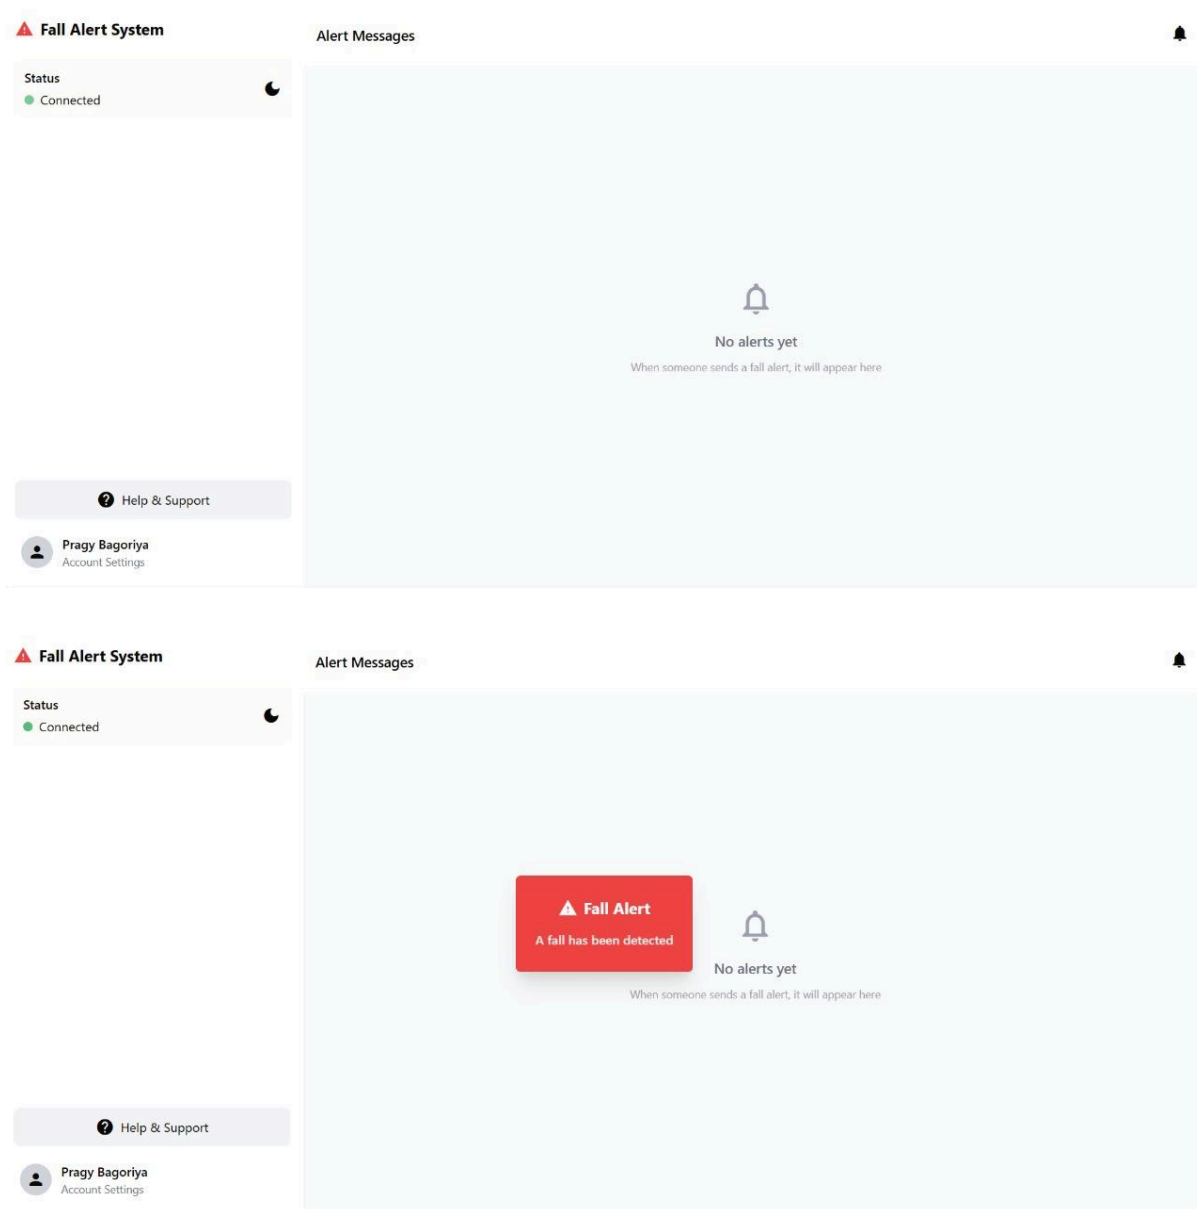 Fall Alert System
Alert Messages
Status
Connected
No alerts yet
When someone sends a fall alert, it will appear here
Help & Support
Pragy Bagoriya
Account Settings
Fall Alert System
Alert Messages
Status
Connected
Fall Alert
A fall has been detected
No alerts yet
When someone sends a fall alert, it will appear here
Help & Support
Pragy Bagoriya
Account Settings